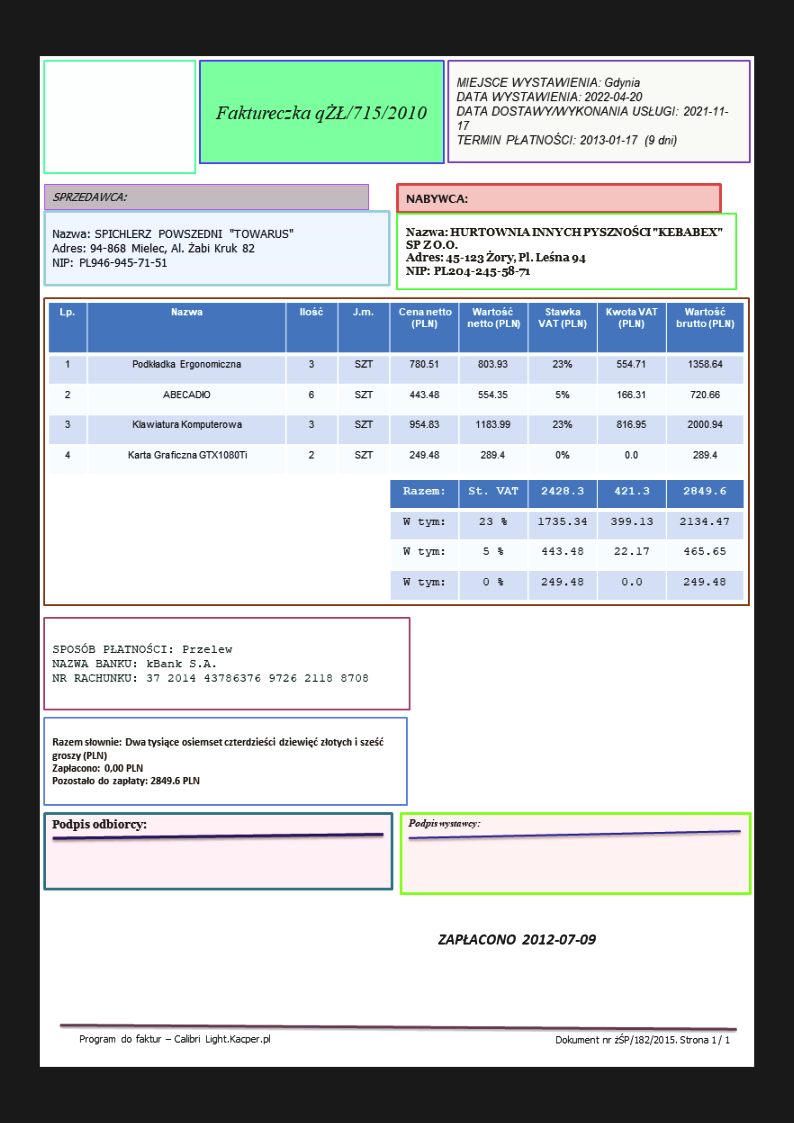 Faktureczka qŻŁ/715/2010
MIEJSCE WYSTAWIENIA: Gdynia
DATA WYSTAWIENIA: 2022-04-20
DATA DOSTAWY/WYKONANIA USŁUGI: 2021-11-
17
TERMIN PŁATNOŚCI: 2013-01-17 (9 dni)
SPRZEDAWCA:
Nazwa: SPICHLERZ POWSZEDNI "TOWARUS"
Adres: 94-868 Mielec, Al. Żabi Kruk 82
NIP: PL946-945-71-51
NABYWCA:
Nazwa: HURTOWNIA INNYCH PYSZNOŚCI "KEBABEX"
SP Z O.O.
Adres: 45-123 Żory, Pl. Leśna 94
NIP: PL204-245-58-71
Lp. Nazwa Ilość J.m. Cena netto (PLN) Wartość netto (PLN) Stawka VAT (PLN) Kwota VAT (PLN) Wartość brutto (PLN)
1 Podkładka Ergonomiczna 3 SZT 780.51 803.93 23% 554.71 1358.64
2 ABECADŁO 6 SZT 443.48 554.35 5% 166.31 720.66
3 Klawiatura Komputerowa 3 SZT 954.83 1183.99 23% 816.95 2000.94
4 Karta Graficzna GTX1080Ti 2 SZT 249.48 289.4 0% 0.0 289.4
Razem: St. VAT 2428.3 421.3 2849.6
W tym: 23 % 1735.34 399.13 2134.47
W tym: 5 % 443.48 22.17 465.65
W tym: 0 % 249.48 0.0 249.48
SPOSÓB PŁATNOŚCI: Przelew
NAZWA BANKU: kBank S.A.
NR RACHUNKU: 37 2014 43786376 9726 2118 8708
Razem słownie: Dwa tysiące osiemset czterdzieści dziewięć złotych i sześć
groszy (PLN)
Zapłacono: 0,00 PLN
Pozostało do zapłaty: 2849.6 PLN
Podpis odbiorcy:
Podpis wystawcy:
ZAPŁACONO 2012-07-09
Program do faktur – Calibri Light.Kacper.pl
Dokument nr żŚP/182/2015. Strona 1 / 1